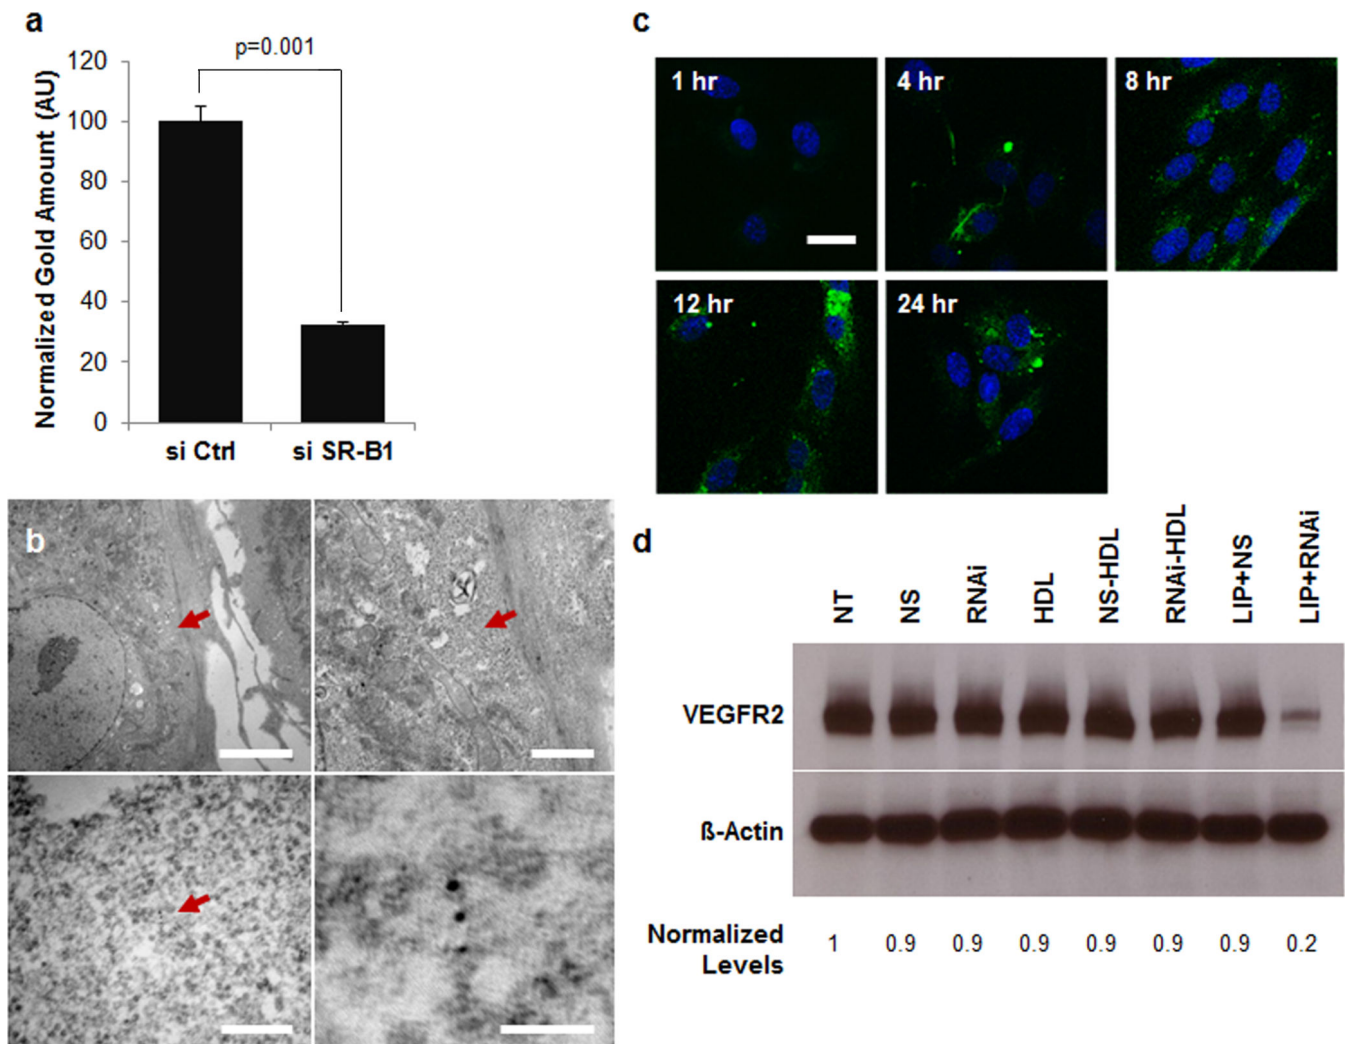 a
p=0.001
Normalized Gold Amount (AU)
120
100
80
60
40
20
0
si Ctrl
si SR-B1
b
c
1 hr
4 hr
8 hr
12 hr
24 hr
d
NT
NS
RNAi
HDL
NS-HDL
RNAi-HDL
LIP+NS
LIP+RNAi
VEGFR2
ß-Actin
Normalized Levels
1 0.9 0.9 0.9 0.9 0.9 0.9 0.2